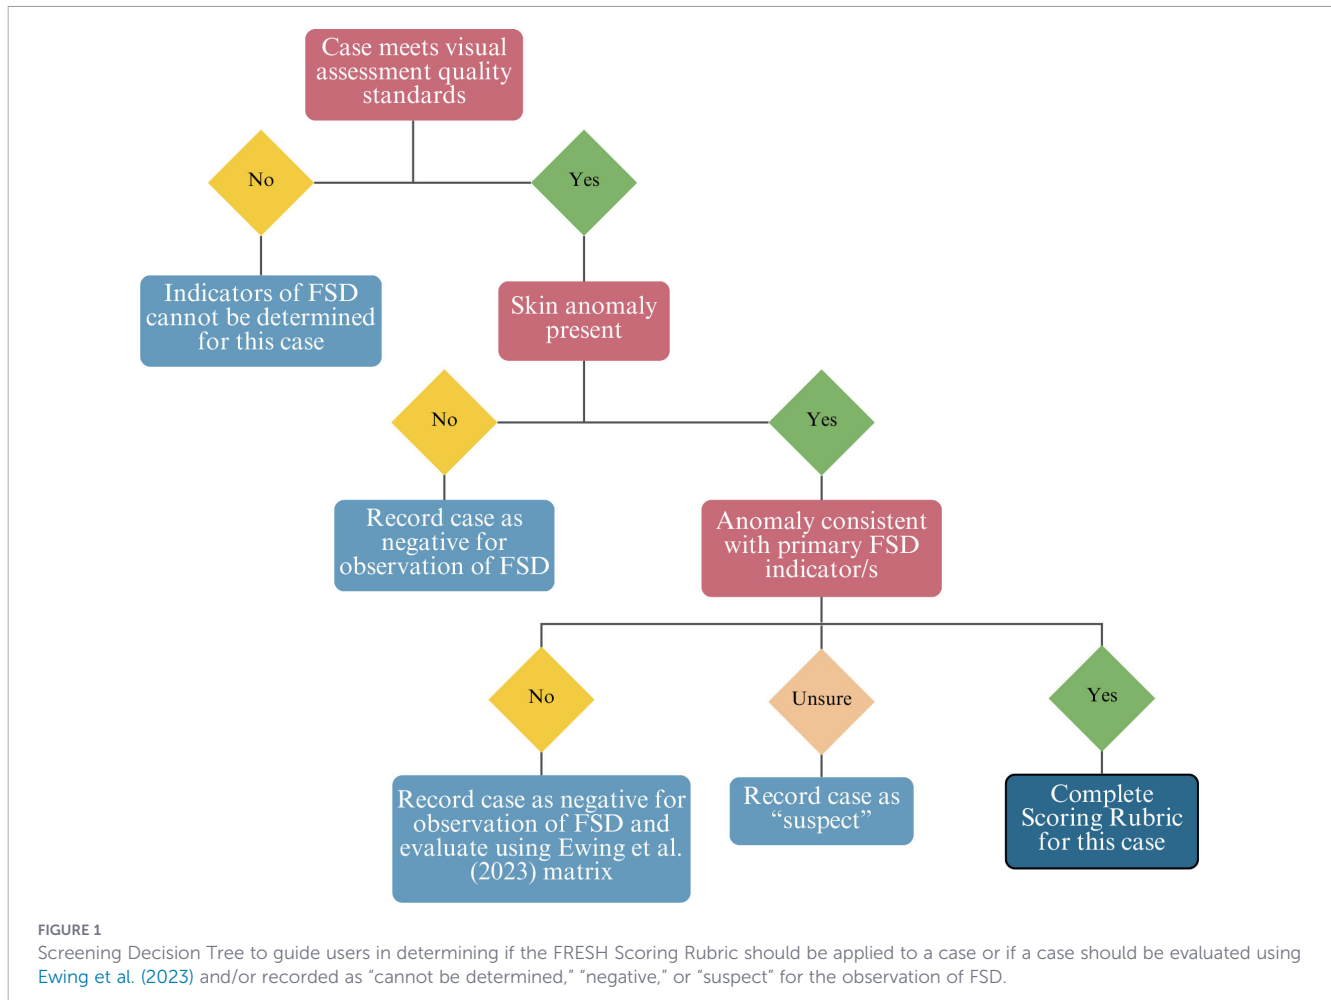 Case meets visual
assessment quality
standards
No
Yes
Indicators of FSD
cannot be determined
for this case
Skin anomaly
present
No
Yes
Record case as
negative for
observation of FSD
Anomaly consistent
with primary FSD
indicator/s
No
Unsure
Yes
Record case as negative for
observation of FSD and
evaluate using Ewing et al.
(2023) matrix
Record case as
“suspect”
Complete
Scoring Rubric
for this case
FIGURE 1
Screening Decision Tree to guide users in determining if the FRESH Scoring Rubric should be applied to a case or if a case should be evaluated using
Ewing et al. (2023) and/or recorded as “cannot be determined,” “negative,” or “suspect” for the observation of FSD.